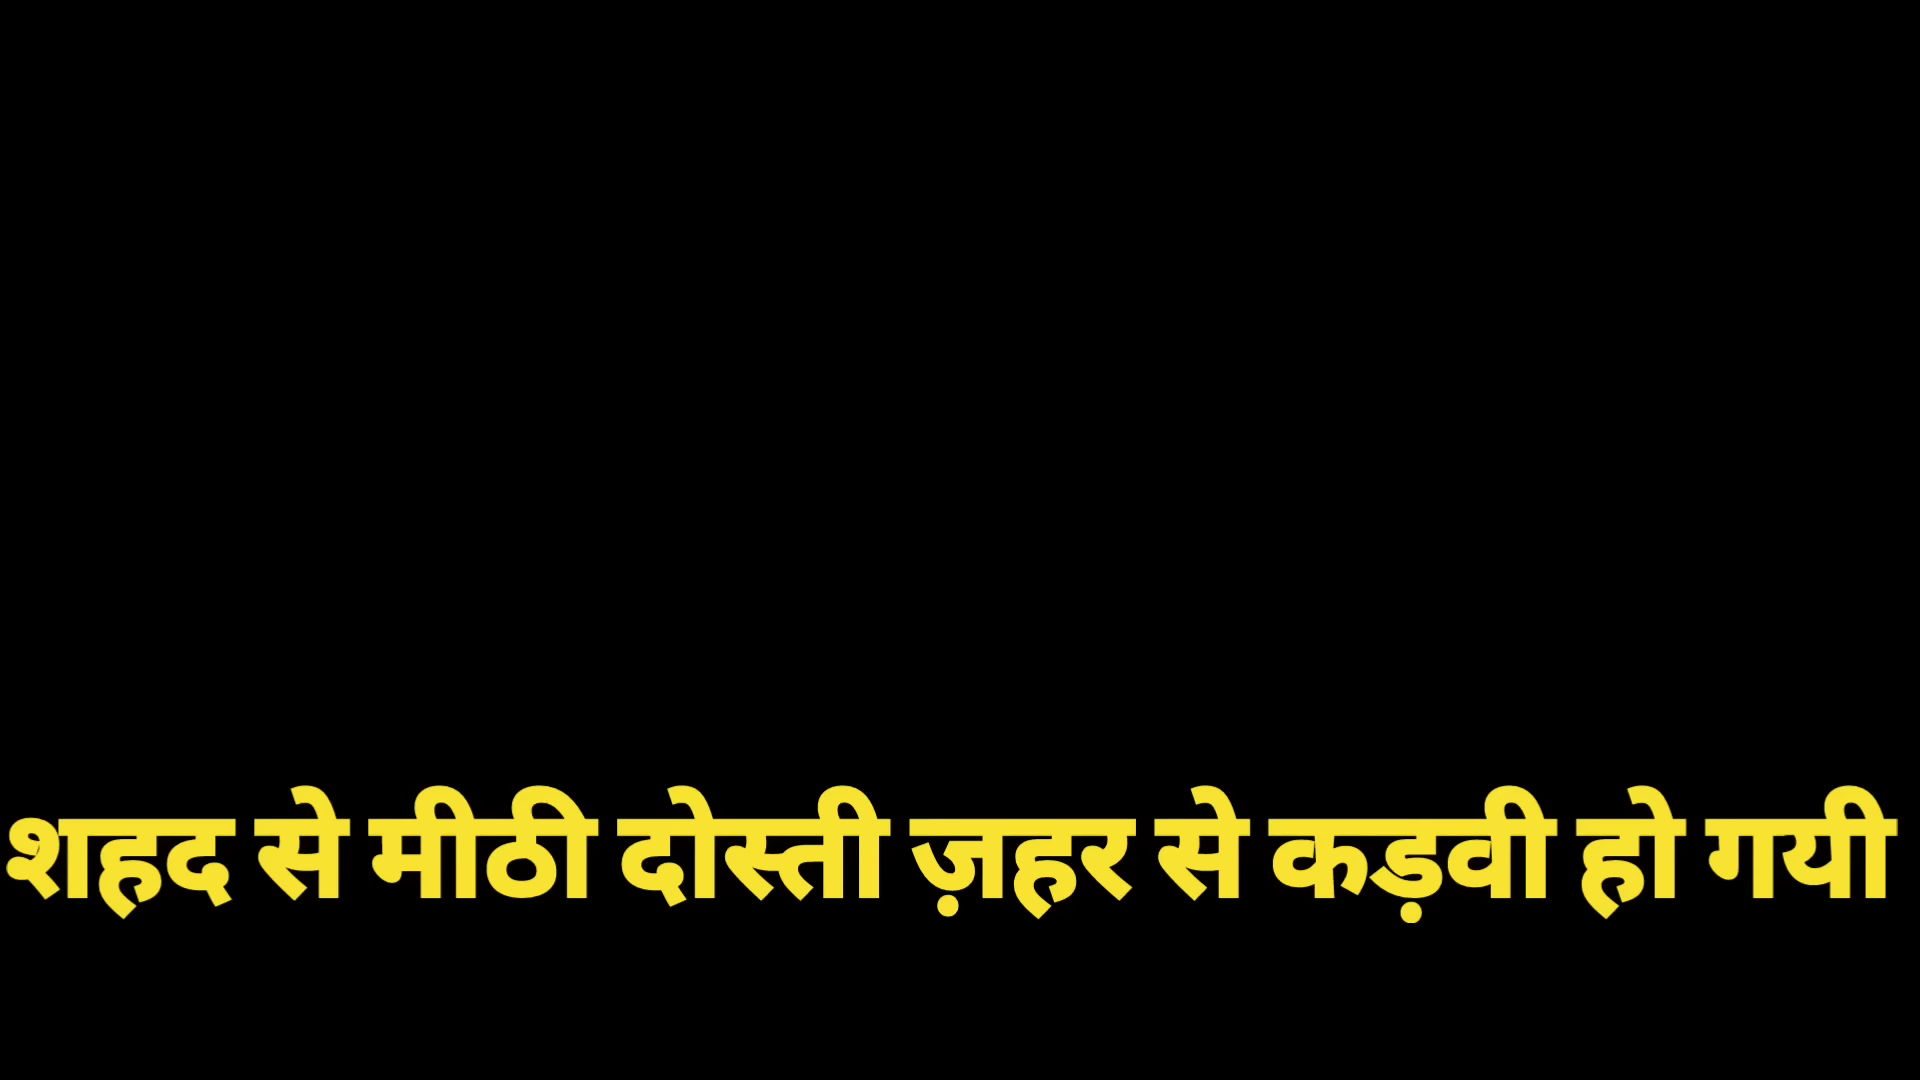 शहद से मीठी दोस्ती ज़हर से कड़वी हो गयी